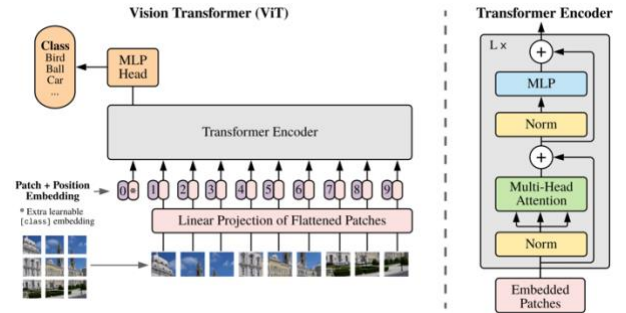 Vision Transformer (ViT)
Class
Bird
Ball
Car
...
MLP
Head
Transformer Encoder
Patch + Position
Embedding
* Extra learnable
[class] embedding
0 * 1 2 3 4 5 6 7 8 9
Linear Projection of Flattened Patches
Transformer Encoder
L x
+
MLP
Norm
+
Multi-Head
Attention
Norm
Embedded
Patches